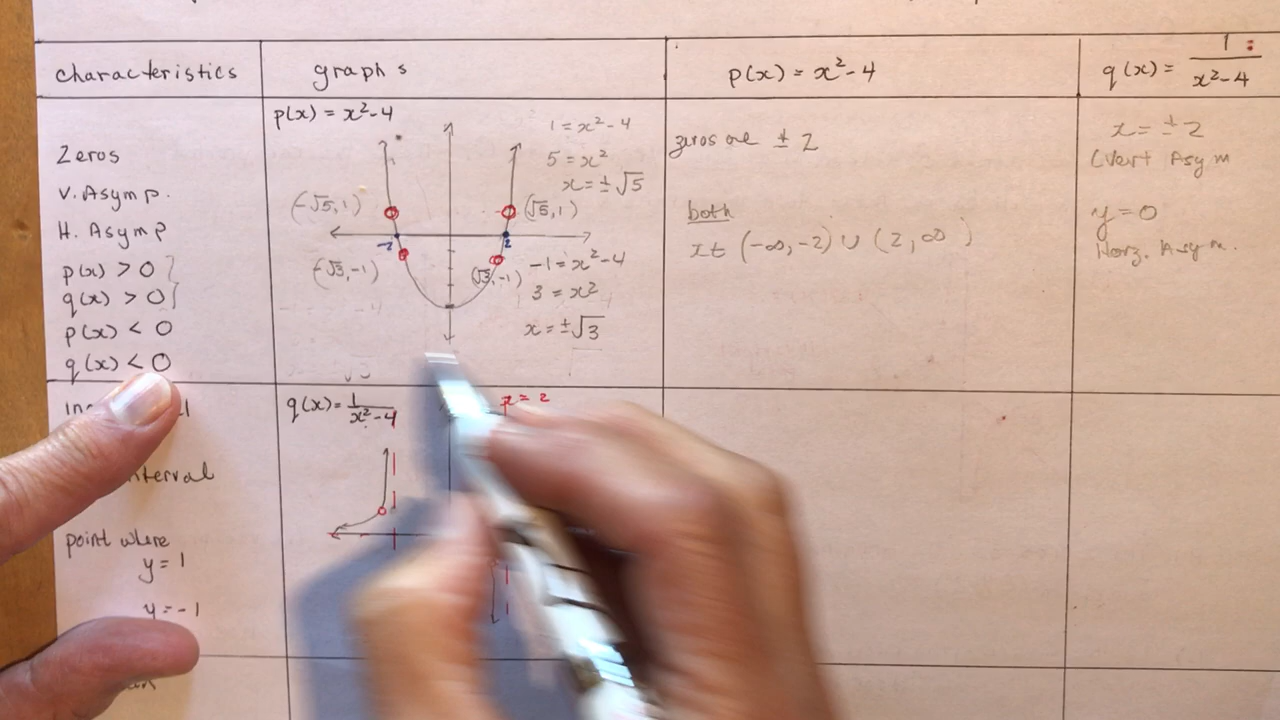 characteristics
graphs
p(x) = x²-4
q(x) = 1/(x²-4)
Zeros
V. Asymp.
H. Asymp
p(x) > 0
q(x) > 0
p(x) < 0
q(x) < 0
nterval
point where
y = 1
y = -1
p(x) = x²-4
1 = x²-4
5 = x²
x = ±√5
(-√5, 1)
(√5, 1)
-2
2
(-√3, -1)
(√3, -1)
-1 = x²-4
3 = x²
x = ±√3
q(x) = 1/(x²-4)
= 2
zeros are ± 2
both
x ∈ (-∞, -2) ∪ (2, ∞)
x = ± 2
(Vert Asym
y = 0
Horz. Asym.